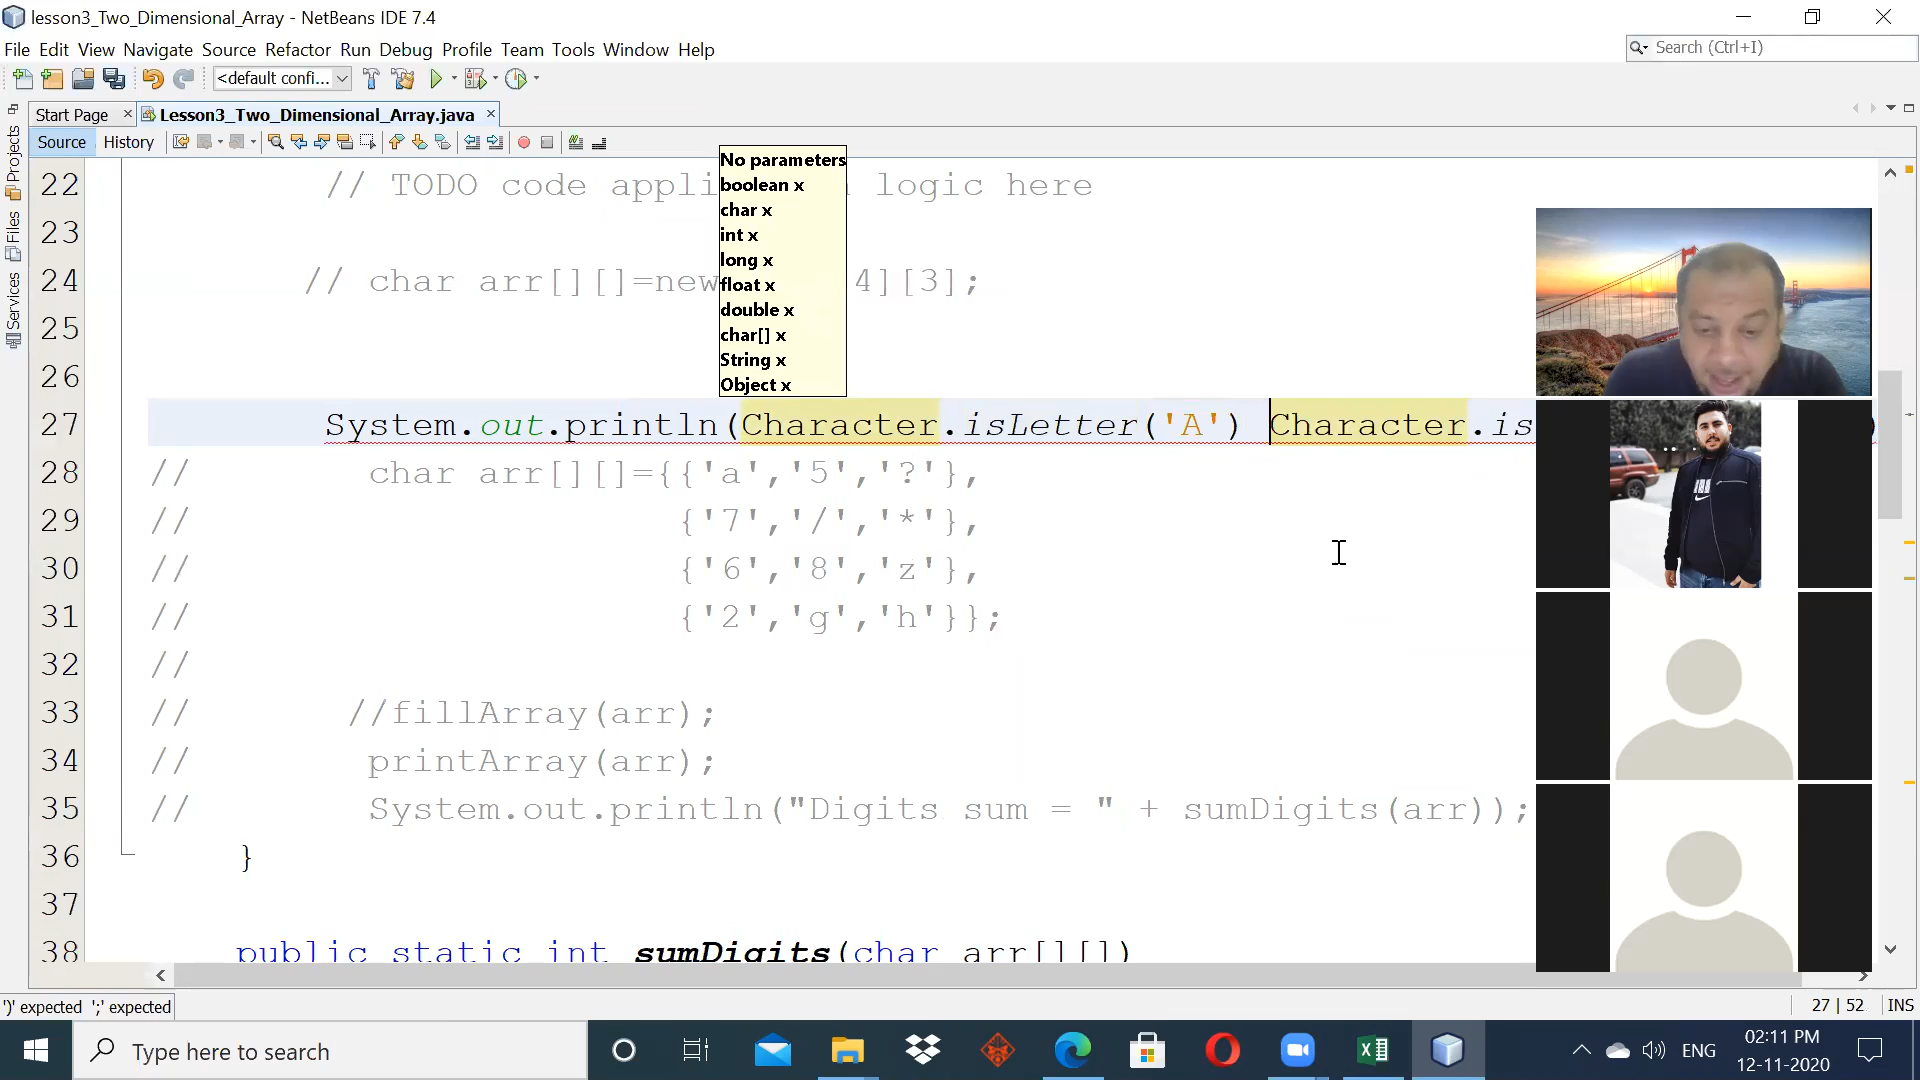 lesson3_Two_Dimensional_Array - NetBeans IDE 7.4
File Edit View Navigate Source Refactor Run Debug Profile Team Tools Window Help
Search (Ctrl+I)
<default confi...
Start Page
Lesson3_Two_Dimensional_Array.java
Source History
Projects
Files
Services
No parameters
boolean x
char x
int x
long x
float x
double x
char[] x
String x
Object x
22 // TODO code appli logic here
23
24 // char arr[][]=new 4][3];
25
26
27 System.out.println(Character.isLetter('A') Character.is )
28 // char arr[][]={{'a','5','?'},
29 // {'7','/','*'},
30 // {'6','8','z'},
31 // {'2','g','h'}};
32 //
33 // //fillArray(arr);
34 // printArray(arr);
35 // System.out.println("Digits sum = " + sumDigits(arr));
36 }
37
38 public static int sumDigits(char arr[][])
')' expected ';' expected
27 52 INS
Type here to search
ENG
02:11 PM
12-11-2020